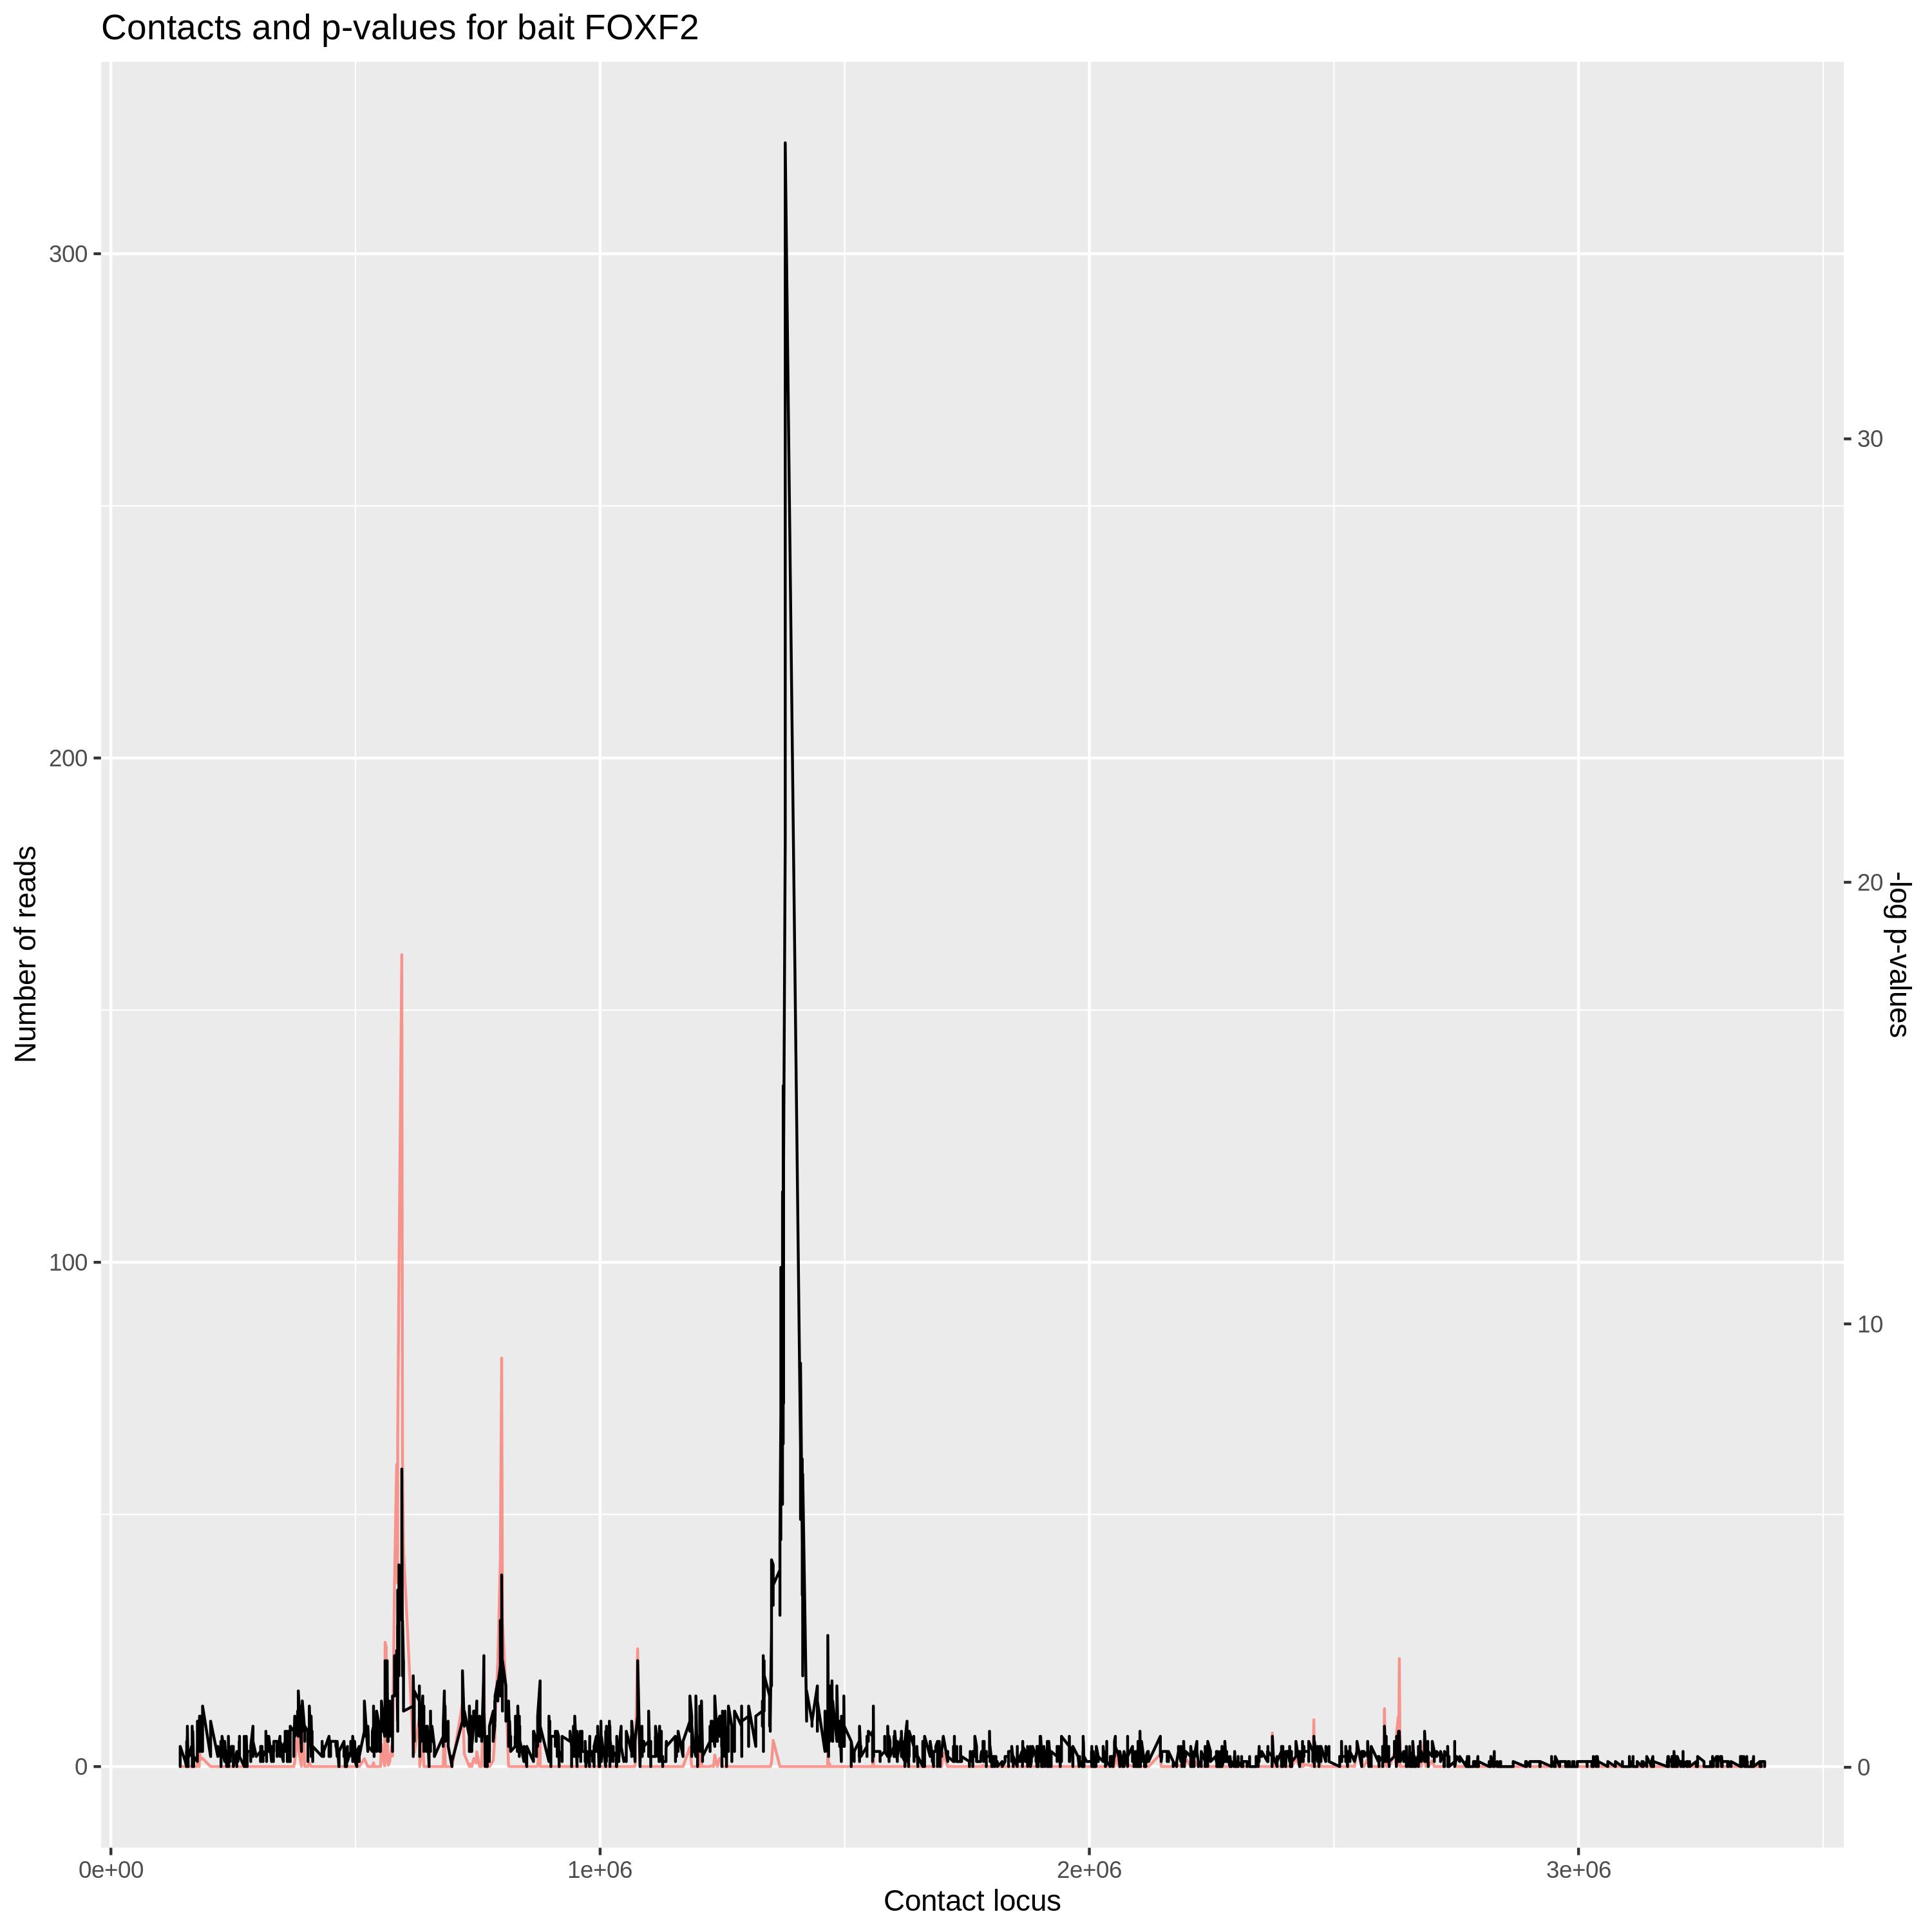 Contacts and p-values for bait FOXF2
300
200
100
0
Number of reads
30
20
10
0
-log p-values
0e+00
1e+06
2e+06
3e+06
Contact locus